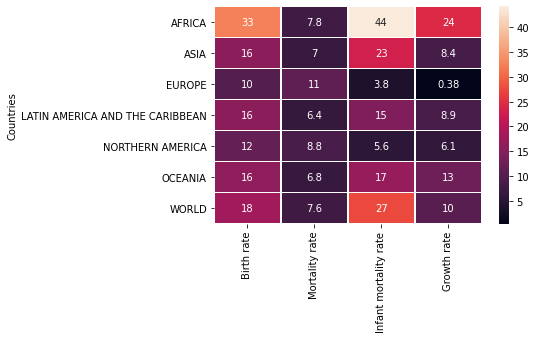 Countries
AFRICA 33 7.8 44 24
ASIA 16 7 23 8.4
EUROPE 10 11 3.8 0.38
LATIN AMERICA AND THE CARIBBEAN 16 6.4 15 8.9
NORTHERN AMERICA 12 8.8 5.6 6.1
OCEANIA 16 6.8 17 13
WORLD 18 7.6 27 10
Birth rate
Mortality rate
Infant mortality rate
Growth rate
40
35
30
25
20
15
10
5